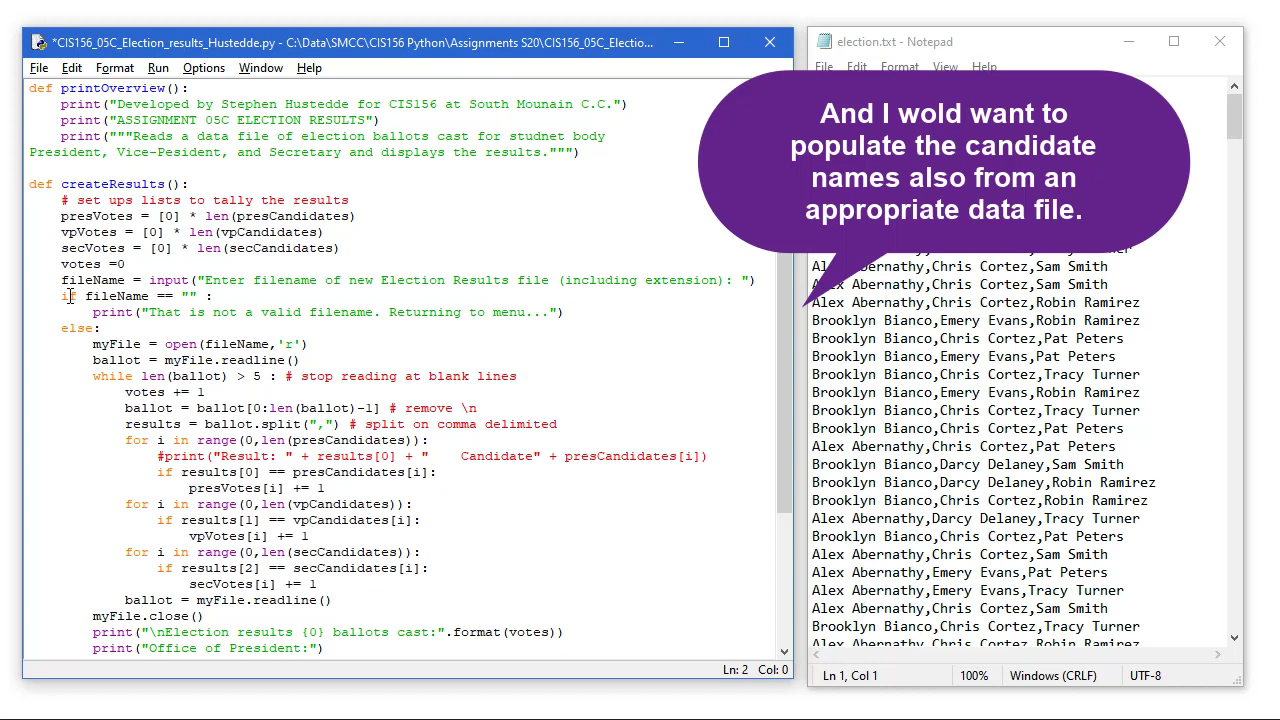 *CIS156_05C_Election_results_Hustedde.py - C:\Data\SMCC\CIS156 Python\Assignments S20\CIS156_05C_Electio...
File Edit Format Run Options Window Help
def printOverview():
print("Developed by Stephen Hustedde for CIS156 at South Mounain C.C.")
print("ASSIGNMENT 05C ELECTION RESULTS")
print("""Reads a data file of election ballots cast for studnet body
President, Vice-Pesident, and Secretary and displays the results.""")
def createResults():
# set ups lists to tally the results
presVotes = [0] * len(presCandidates)
vpVotes = [0] * len(vpCandidates)
secVotes = [0] * len(secCandidates)
votes =0
fileName = input("Enter filename of new Election Results file (including extension): ")
if fileName == "" :
print("That is not a valid filename. Returning to menu...")
else:
myFile = open(fileName,'r')
ballot = myFile.readline()
while len(ballot) > 5 : # stop reading at blank lines
votes += 1
ballot = ballot[0:len(ballot)-1] # remove \n
results = ballot.split(",") # split on comma delimited
for i in range(0,len(presCandidates)):
#print("Result: " + results[0] + "    Candidate" + presCandidates[i])
if results[0] == presCandidates[i]:
presVotes[i] += 1
for i in range(0,len(vpCandidates)):
if results[1] == vpCandidates[i]:
vpVotes[i] += 1
for i in range(0,len(secCandidates)):
if results[2] == secCandidates[i]:
secVotes[i] += 1
ballot = myFile.readline()
myFile.close()
print("\nElection results {0} ballots cast:".format(votes))
print("Office of President:")
Ln: 2 Col: 0
election.txt - Notepad
File Edit Format View Help
And I wold want to
populate the candidate
names also from an
appropriate data file.
Abernathy,Chris Cortez,Sam Smith
Alex Abernathy,Chris Cortez,Sam Smith
Alex Abernathy,Chris Cortez,Robin Ramirez
Brooklyn Bianco,Emery Evans,Robin Ramirez
Brooklyn Bianco,Chris Cortez,Pat Peters
Brooklyn Bianco,Emery Evans,Pat Peters
Brooklyn Bianco,Chris Cortez,Tracy Turner
Brooklyn Bianco,Emery Evans,Robin Ramirez
Brooklyn Bianco,Chris Cortez,Tracy Turner
Brooklyn Bianco,Chris Cortez,Pat Peters
Alex Abernathy,Chris Cortez,Pat Peters
Brooklyn Bianco,Darcy Delaney,Sam Smith
Brooklyn Bianco,Darcy Delaney,Robin Ramirez
Brooklyn Bianco,Chris Cortez,Robin Ramirez
Alex Abernathy,Darcy Delaney,Tracy Turner
Brooklyn Bianco,Chris Cortez,Pat Peters
Alex Abernathy,Chris Cortez,Sam Smith
Alex Abernathy,Emery Evans,Pat Peters
Alex Abernathy,Emery Evans,Tracy Turner
Alex Abernathy,Chris Cortez,Sam Smith
Brooklyn Bianco,Chris Cortez,Tracy Turner
Alex Abernathy,Chris Cortez,Robin Ramirez
Ln 1, Col 1 100% Windows (CRLF) UTF-8